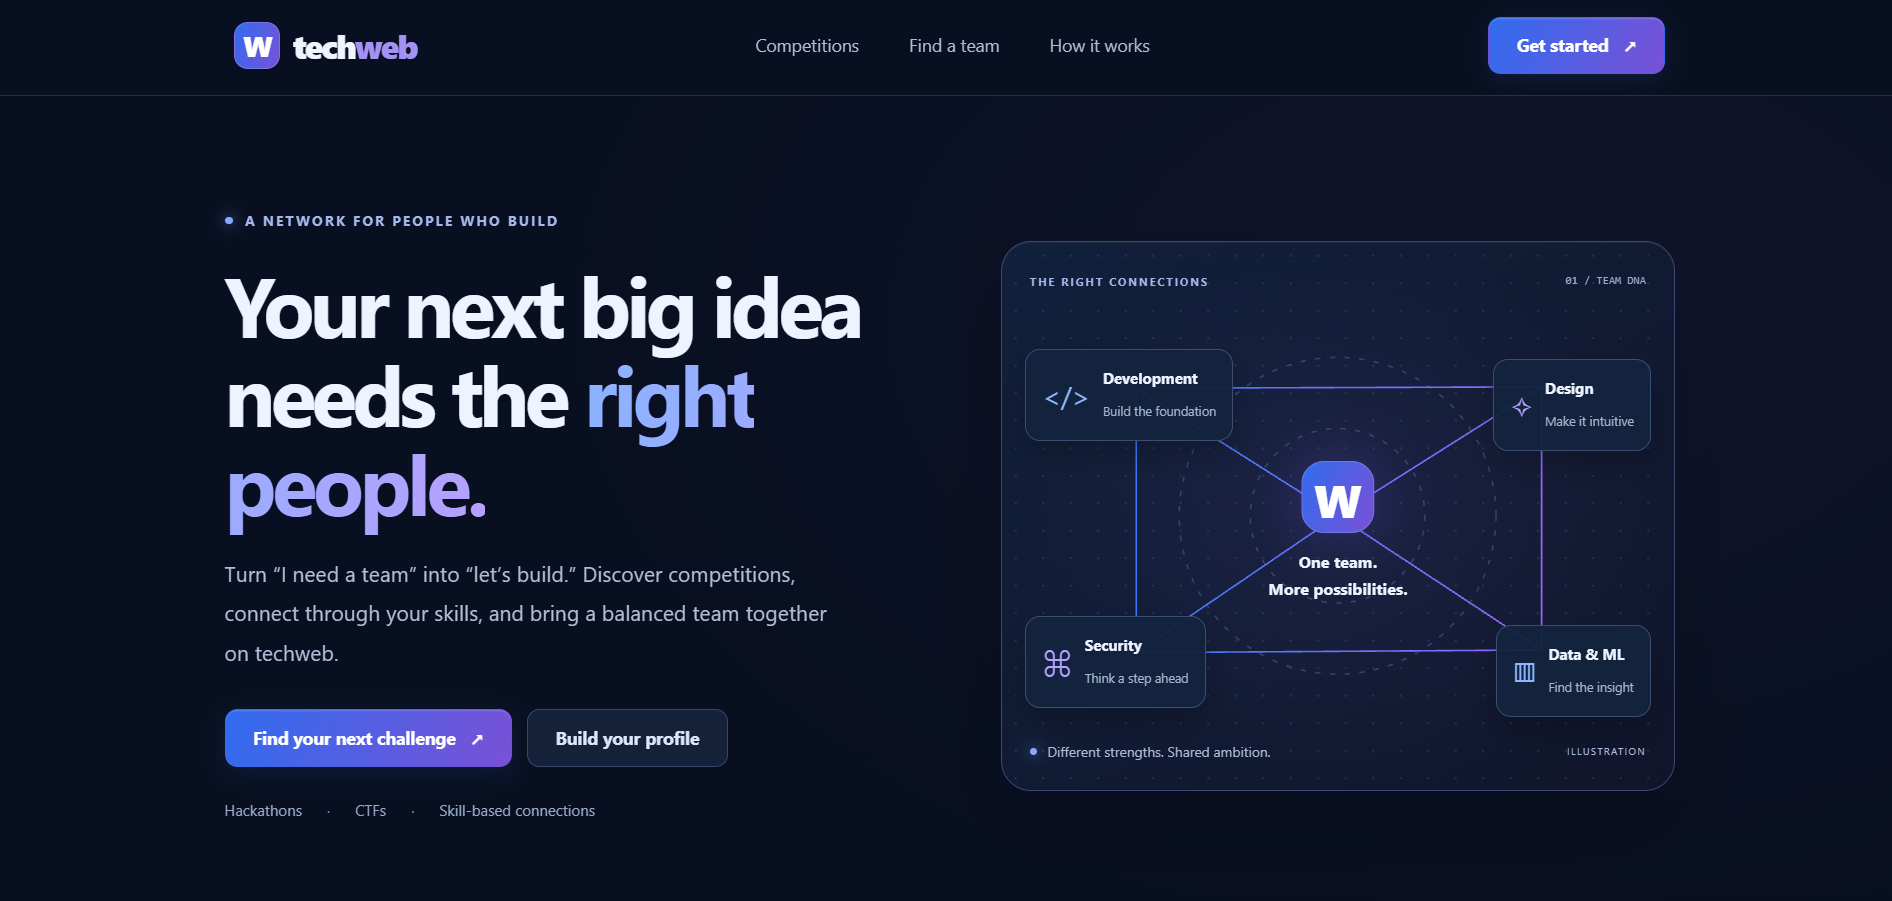 W techweb
Competitions
Find a team
How it works
Get started ↗
A NETWORK FOR PEOPLE WHO BUILD
Your next big idea
needs the right
people.
Turn “I need a team” into “let’s build.” Discover competitions,
connect through your skills, and bring a balanced team together
on techweb.
Find your next challenge ↗
Build your profile
Hackathons · CTFs · Skill-based connections
THE RIGHT CONNECTIONS
01 / TEAM DNA
</> Development
Build the foundation
Design
Make it intuitive
W
One team.
More possibilities.
Security
Think a step ahead
Data & ML
Find the insight
Different strengths. Shared ambition.
ILLUSTRATION